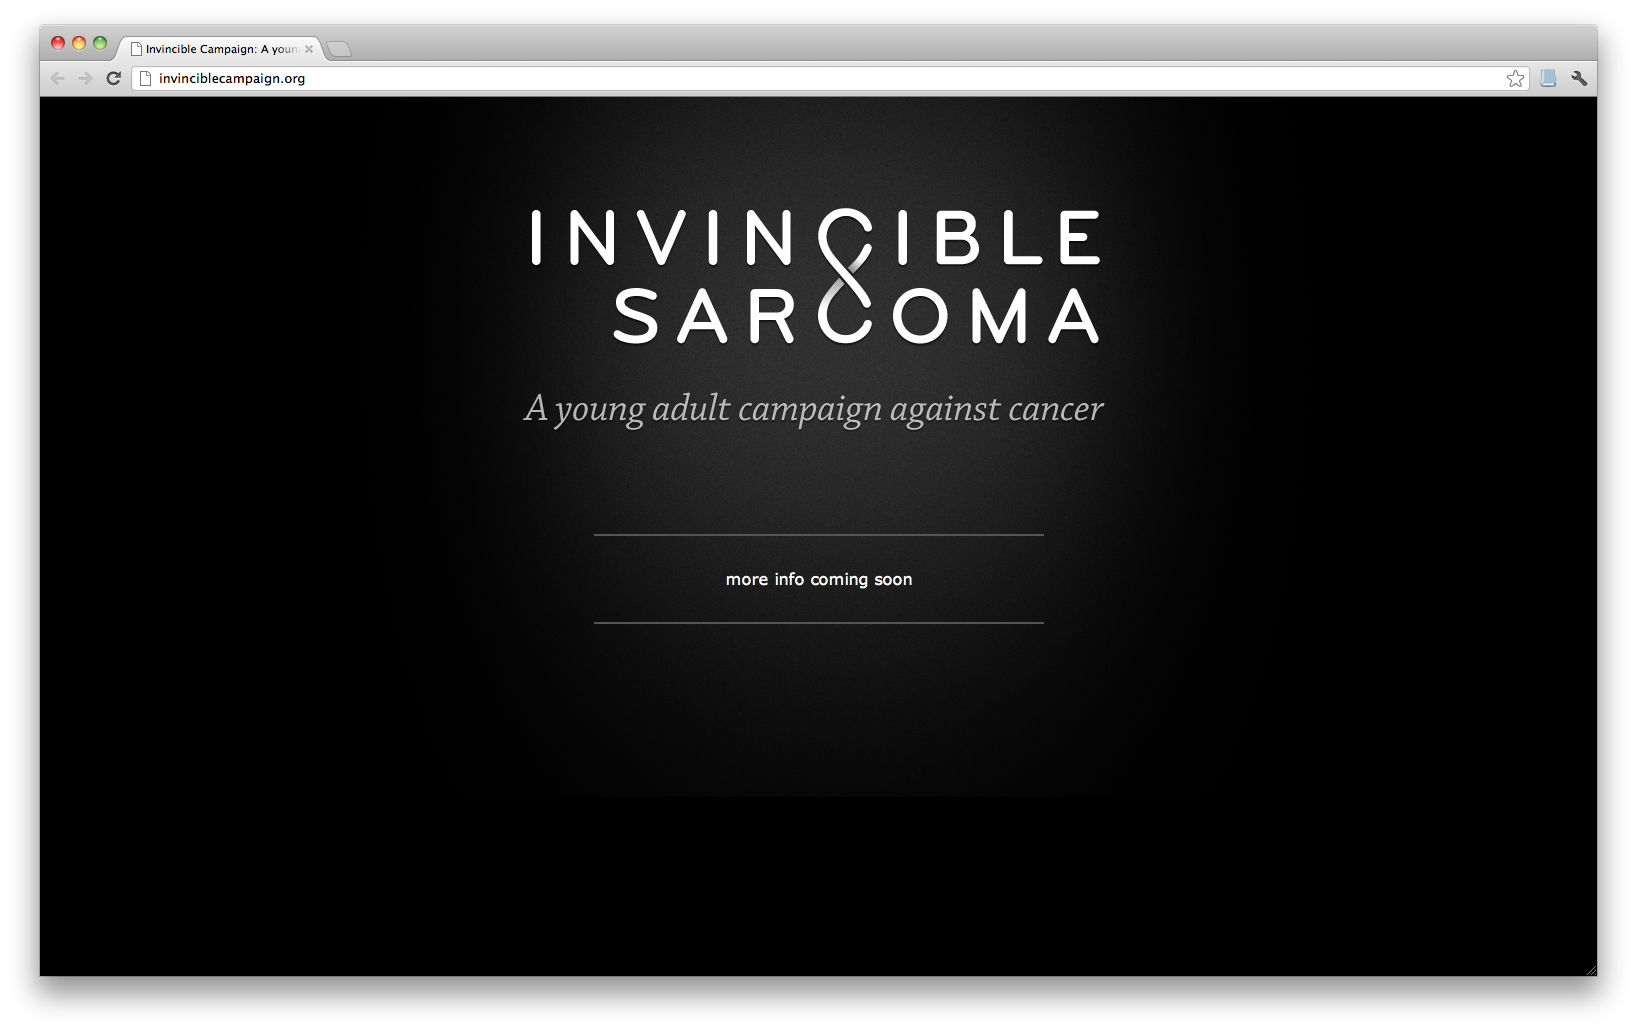 Invincible Campaign: A youn
invinciblecampaign.org
INVINCIBLE
SARCOMA
A young adult campaign against cancer
more info coming soon